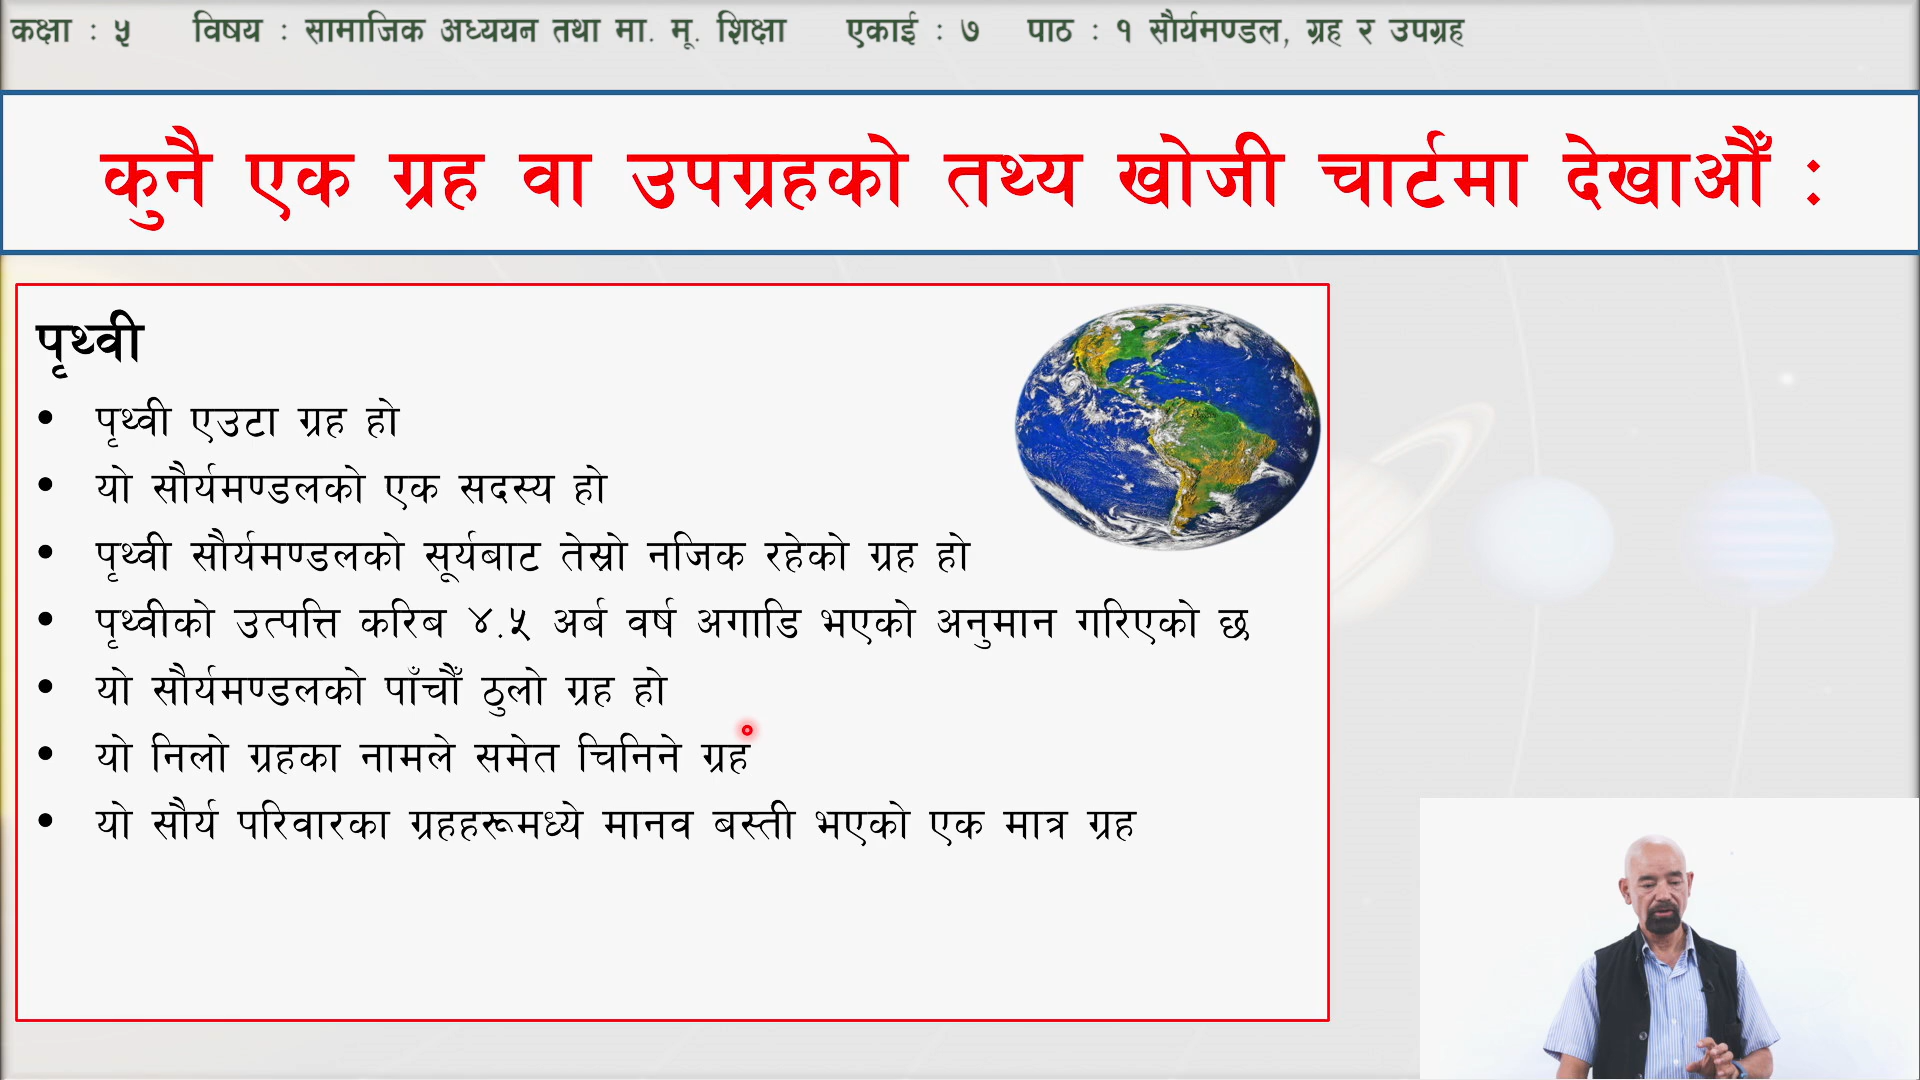 कक्षा : ५ विषय : सामाजिक अध्ययन तथा मा. मू. शिक्षा एकाई : ७ पाठ : १ सौर्यमण्डल, ग्रह र उपग्रह
कुनै एक ग्रह वा उपग्रहको तथ्य खोजी चार्टमा देखाऔँ :
पृथ्वी
• पृथ्वी एउटा ग्रह हो
• यो सौर्यमण्डलको एक सदस्य हो
• पृथ्वी सौर्यमण्डलको सूर्यबाट तेस्रो नजिक रहेको ग्रह हो
• पृथ्वीको उत्पत्ति करिब ४.५ अर्ब वर्ष अगाडि भएको अनुमान गरिएको छ
• यो सौर्यमण्डलको पाँचौँ ठुलो ग्रह हो
• यो निलो ग्रहका नामले समेत चिनिने ग्रह
• यो सौर्य परिवारका ग्रहहरूमध्ये मानव बस्ती भएको एक मात्र ग्रह